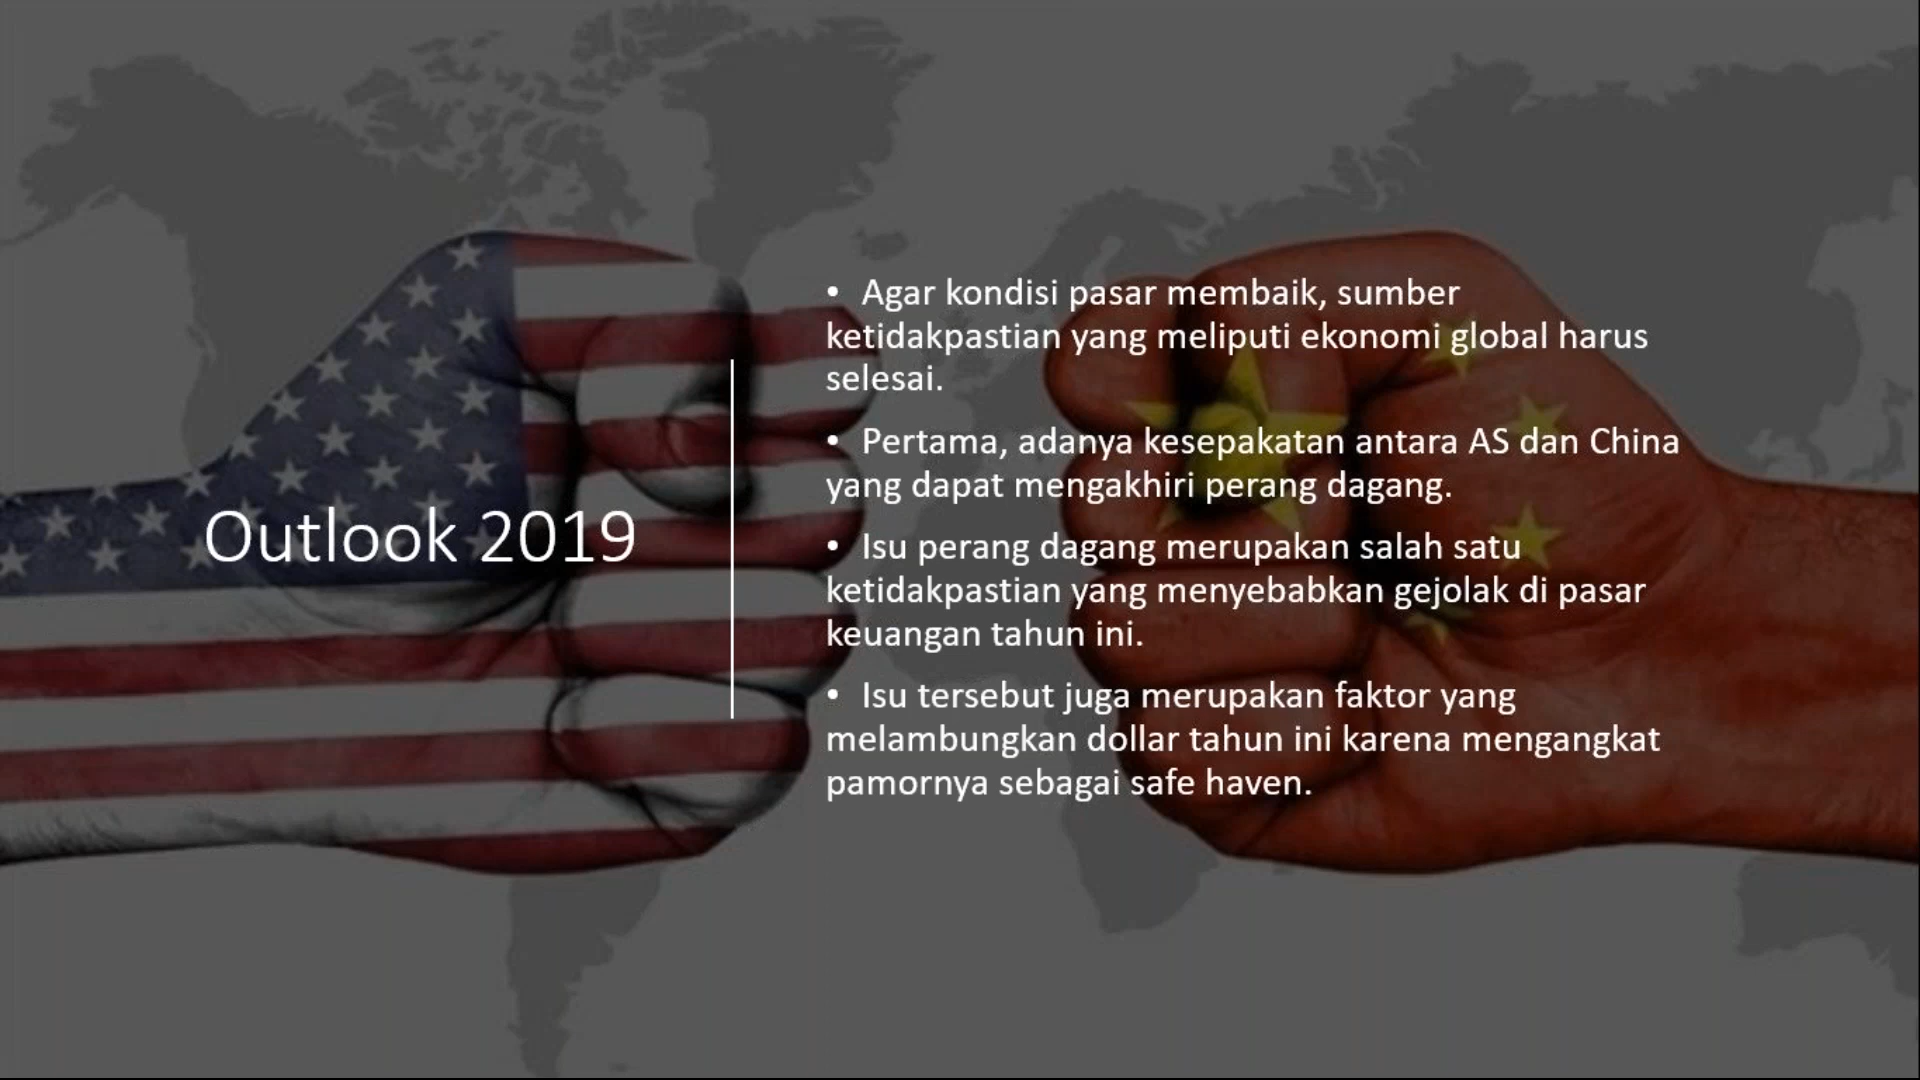 Outlook 2019
• Agar kondisi pasar membaik, sumber
ketidakpastian yang meliputi ekonomi global harus
selesai.
• Pertama, adanya kesepakatan antara AS dan China
yang dapat mengakhiri perang dagang.
• Isu perang dagang merupakan salah satu
ketidakpastian yang menyebabkan gejolak di pasar
keuangan tahun ini.
• Isu tersebut juga merupakan faktor yang
melambungkan dollar tahun ini karena mengangkat
pamornya sebagai safe haven.